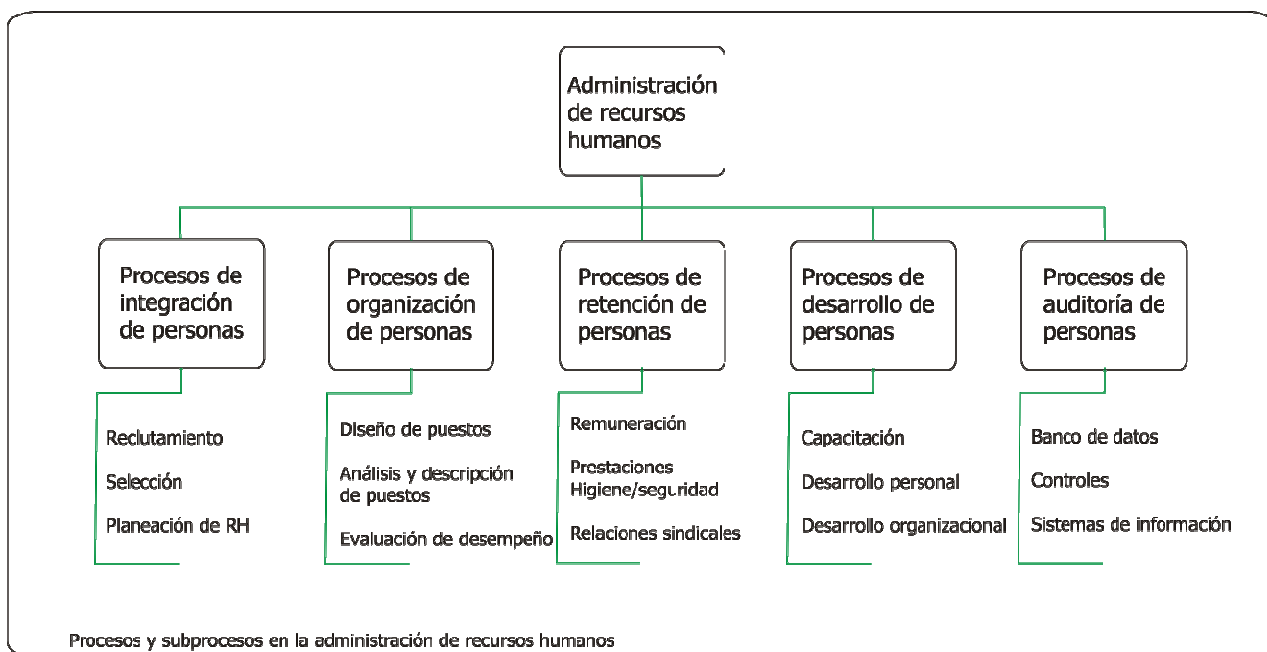 Administración
de recursos
humanos
Procesos de
integración
de personas
Reclutamiento
Selección
Planeación de RH
Procesos de
organización
de personas
Diseño de puestos
Análisis y descripción
de puestos
Evaluación de desempeño
Procesos de
retención de
personas
Remuneración
Prestaciones
Higiene/seguridad
Relaciones sindicales
Procesos de
desarrollo de
personas
Capacitación
Desarrollo personal
Desarrollo organizacional
Procesos de
auditoría de
personas
Banco de datos
Controles
Sistemas de información
Procesos y subprocesos en la administración de recursos humanos